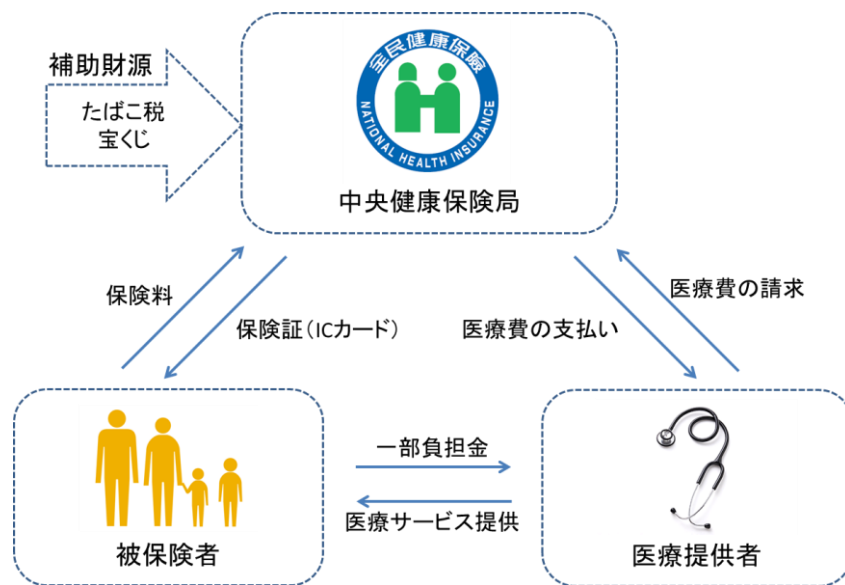 補助財源
たばこ税
宝くじ
全民健康保險
NATIONAL HEALTH INSURANCE
中央健康保険局
保険料
保険証（ICカード）
医療費の支払い
医療費の請求
一部負担金
医療サービス提供
被保険者
医療提供者